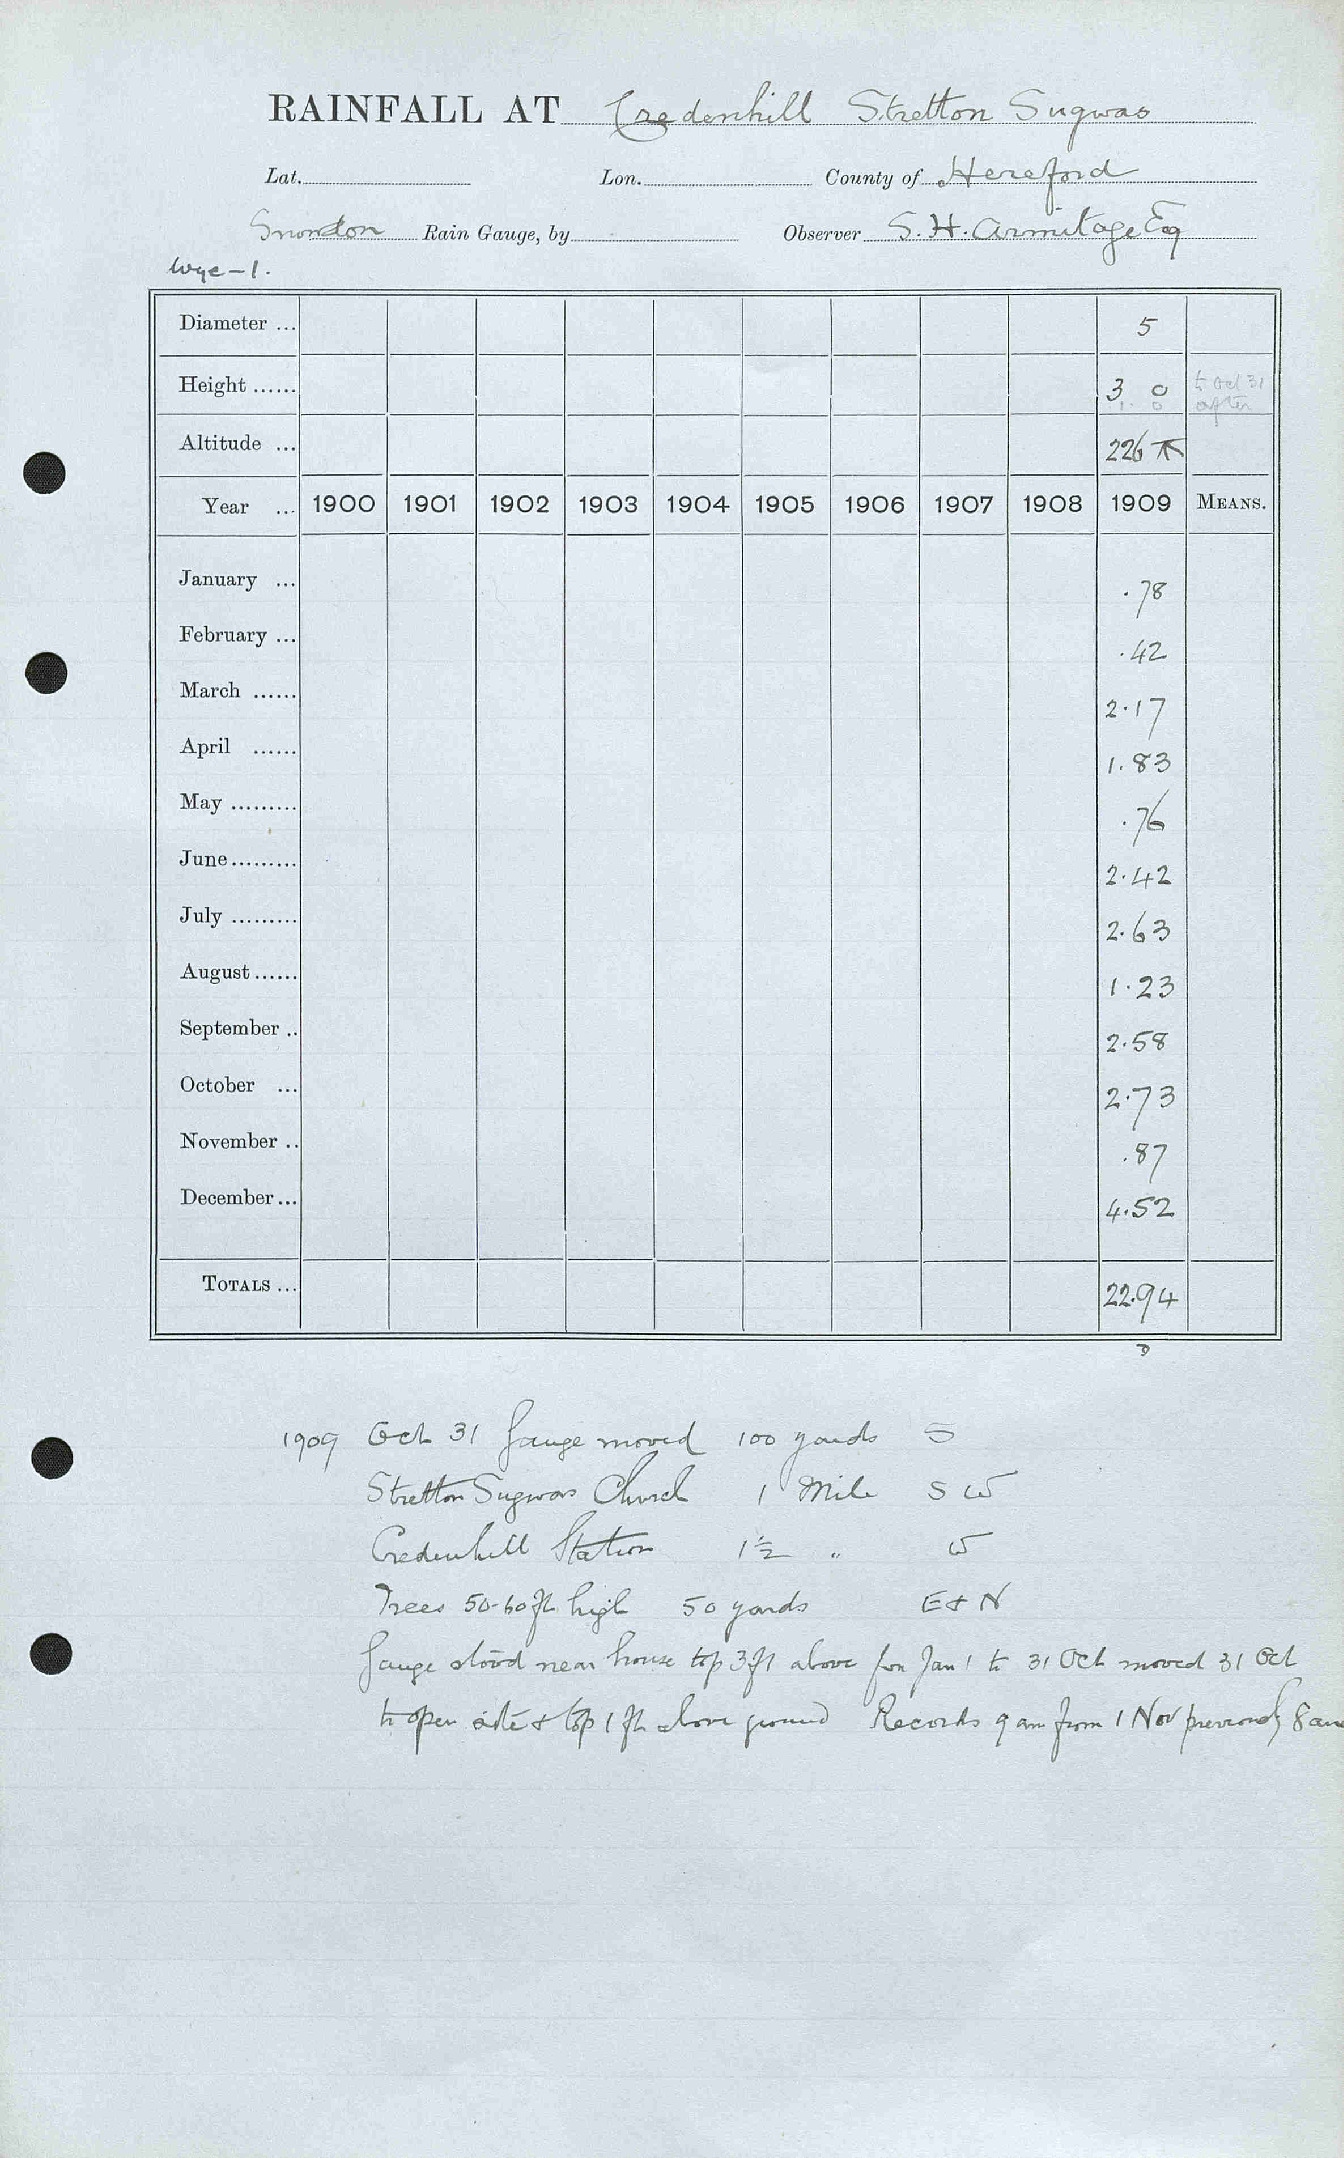 RAINFALL AT Credenhill Stretton Sugwas
Lat. Lon. County of Hereford
Snowdon Rain Gauge, by Observer S. H. Armitage Esq
Wye - 1.
Diameter ... 5
Height ...... 3 0 to Oct 31
1. 0 after
Altitude ... 226
Year ... 1900 1901 1902 1903 1904 1905 1906 1907 1908 1909 MEANS.
January ... .78
February ... .42
March ...... 2.17
April ...... 1.83
May ......... .76
June ......... 2.42
July ......... 2.63
August ...... 1.23
September .. 2.58
October ... 2.73
November .. .87
December ... 4.52
TOTALS ... 22.94
1909 Oct 31 Gauge moved 100 yards S
Stretton Sugwas Church 1 Mile S W
Credenhill Station 1½ " W
Trees 50-60 ft high 50 yards E & N
Gauge stood near house top 3 ft above from Jan 1 to 31 Oct moved 31 Oct
to open site & top 1 ft above ground Records 9 am from 1 Nov previously 8 am